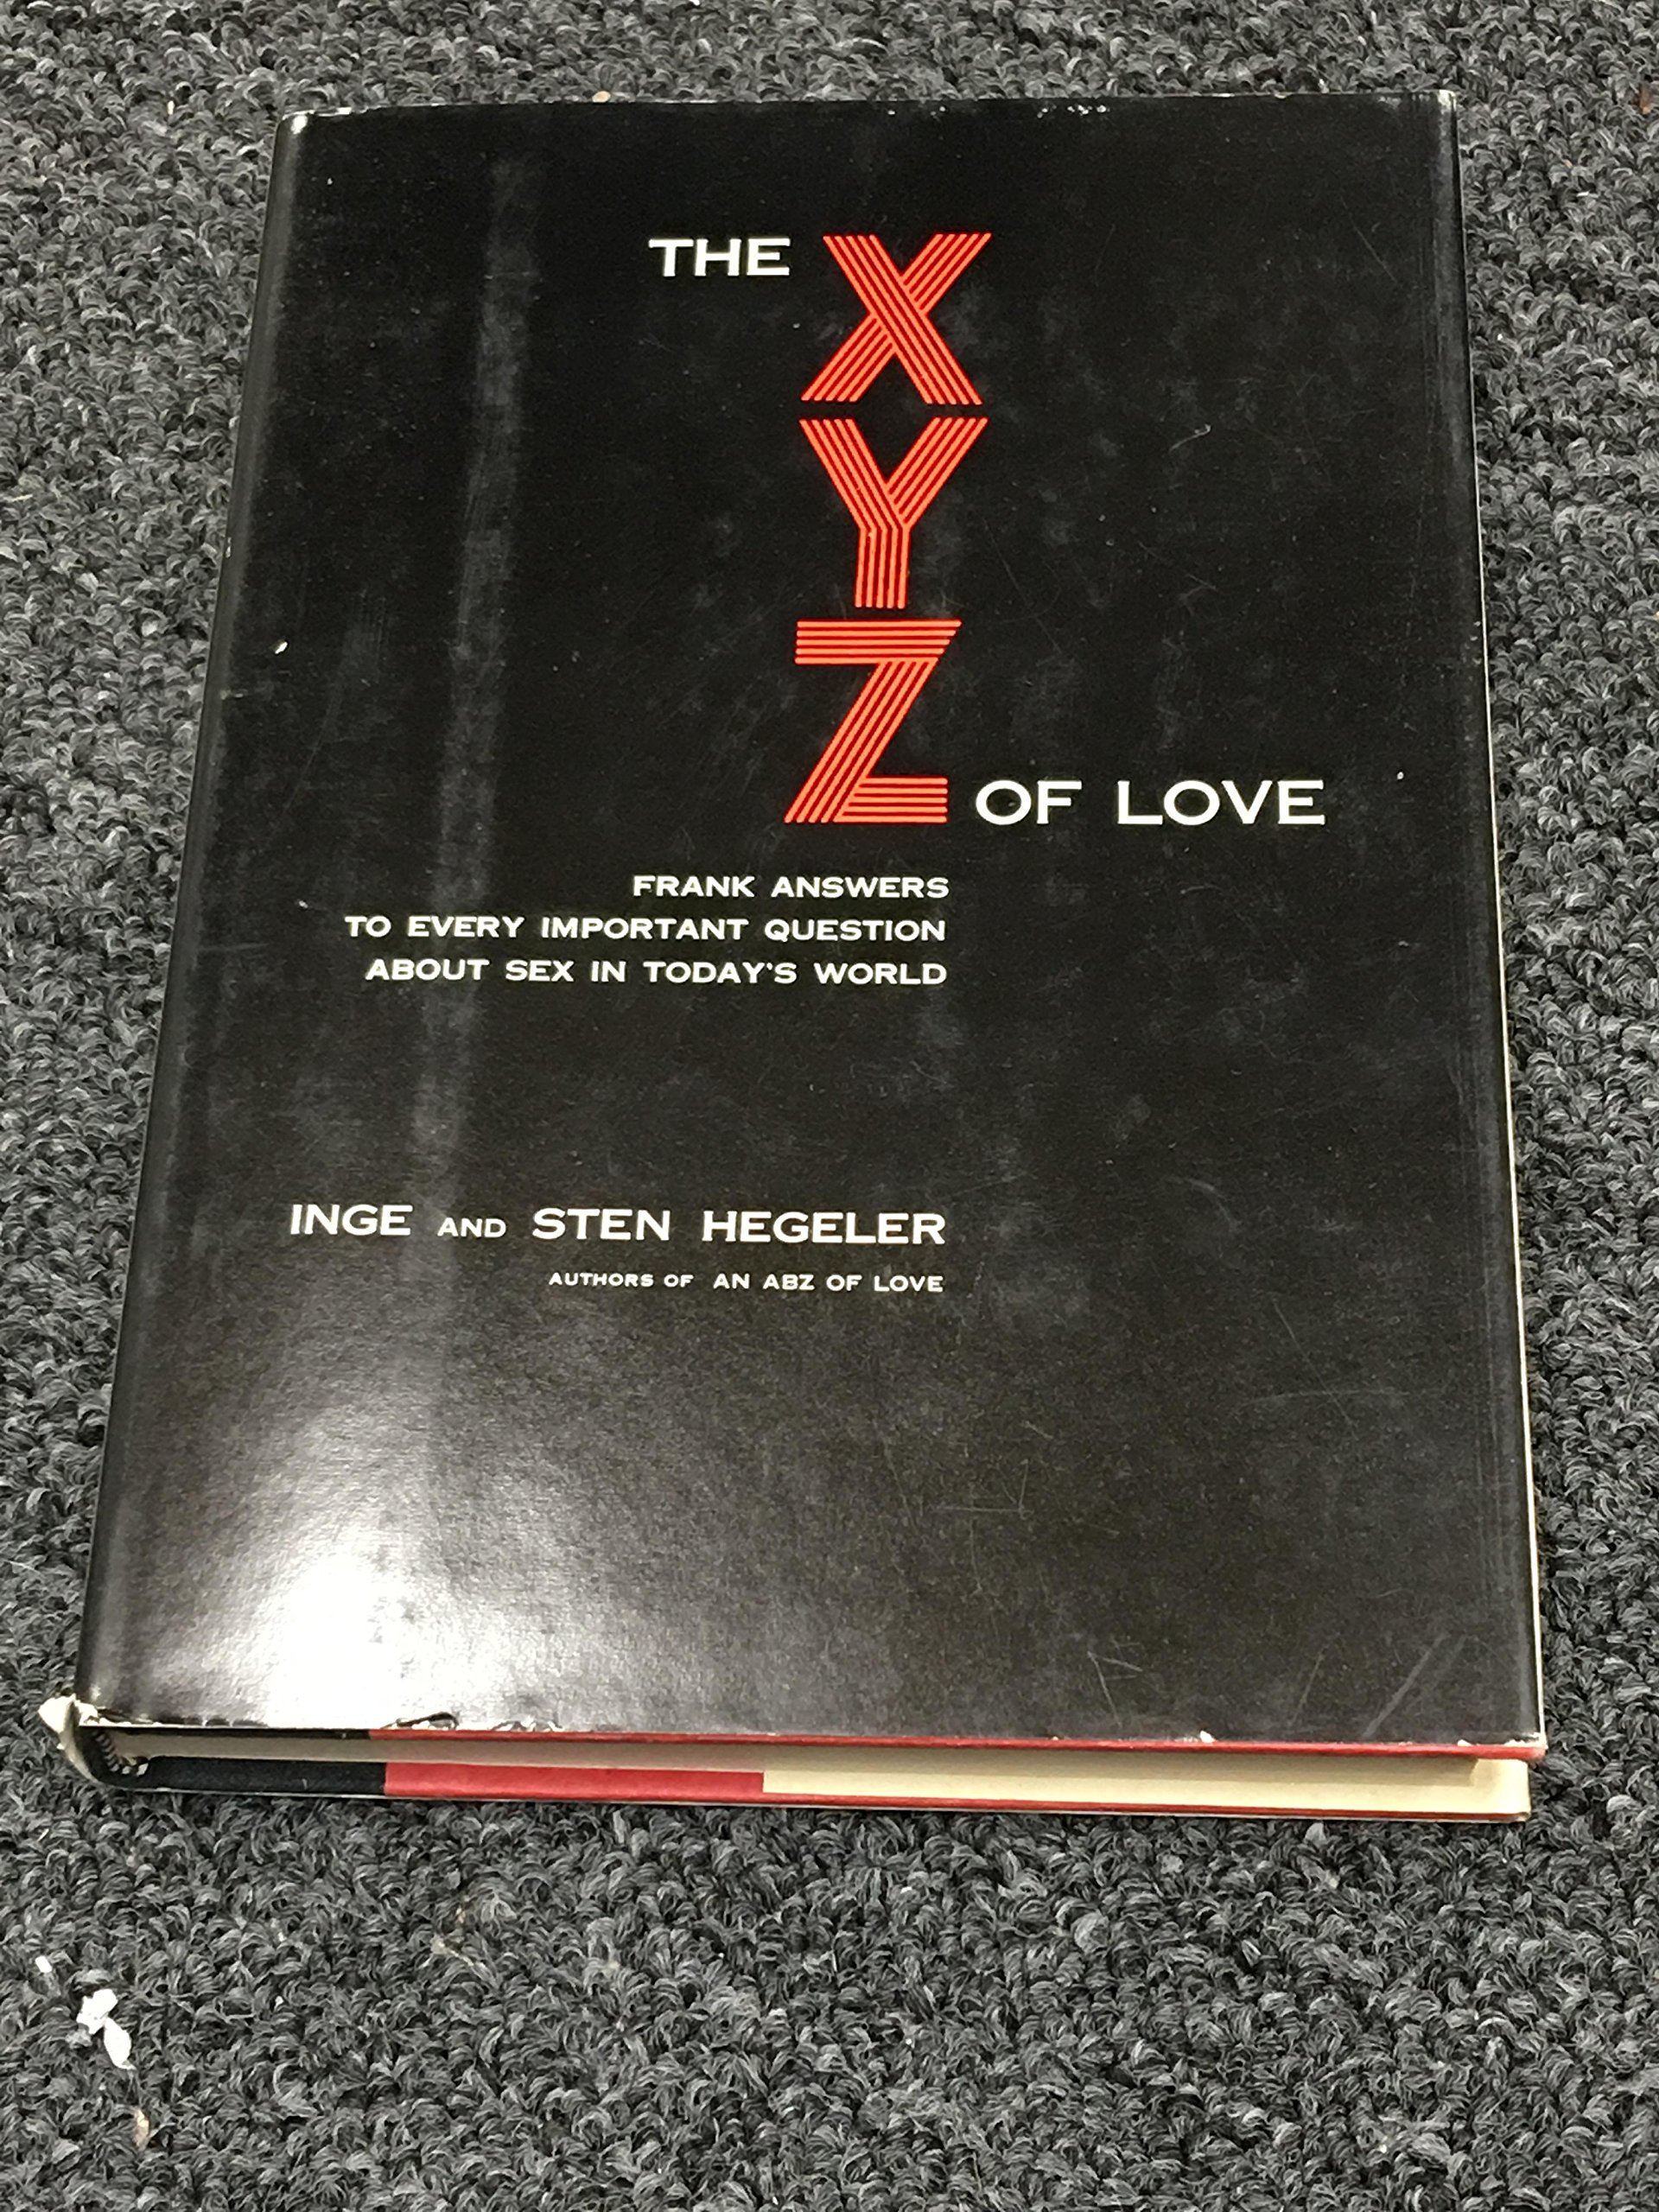 THE X
Y
Z OF LOVE
FRANK ANSWERS
TO EVERY IMPORTANT QUESTION
ABOUT SEX IN TODAY'S WORLD
INGE AND STEN HEGELER
AUTHORS OF AN ABZ OF LOVE